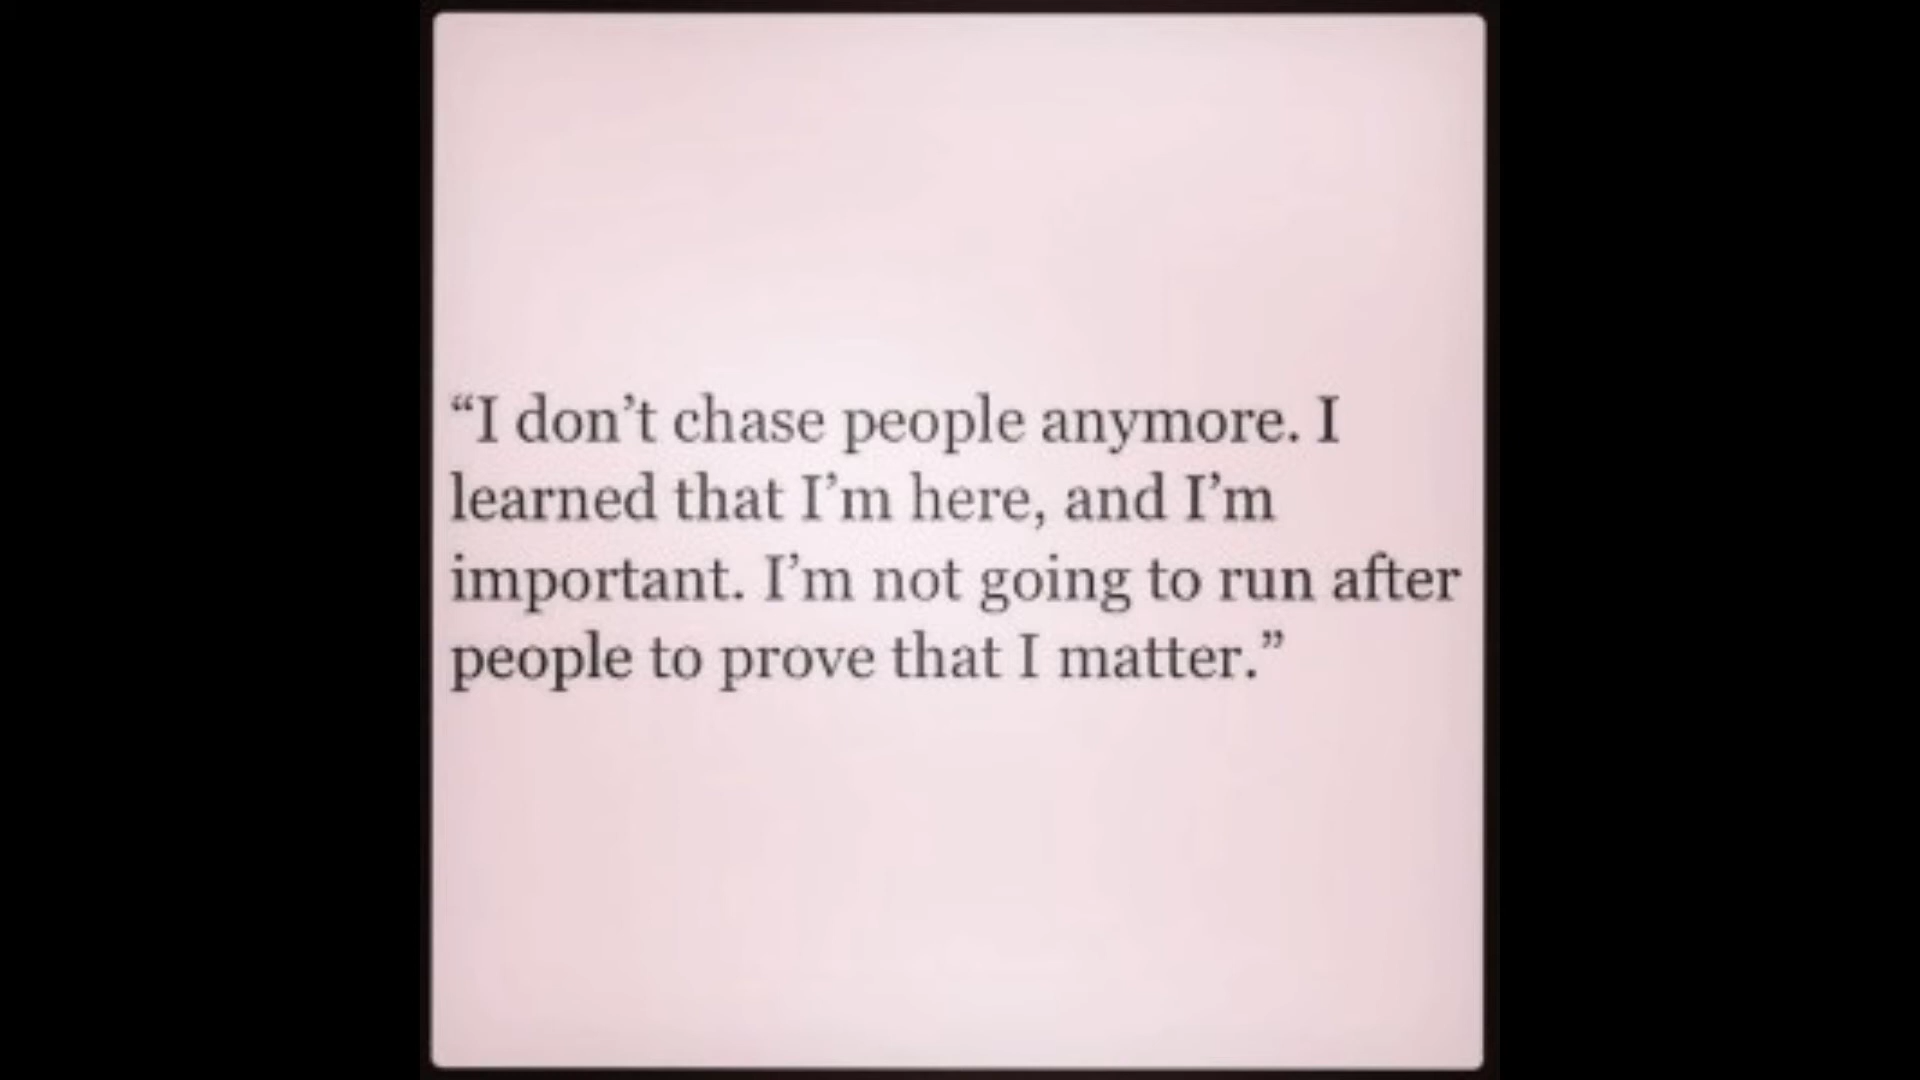 “I don’t chase people anymore. I
learned that I’m here, and I’m
important. I’m not going to run after
people to prove that I matter.”